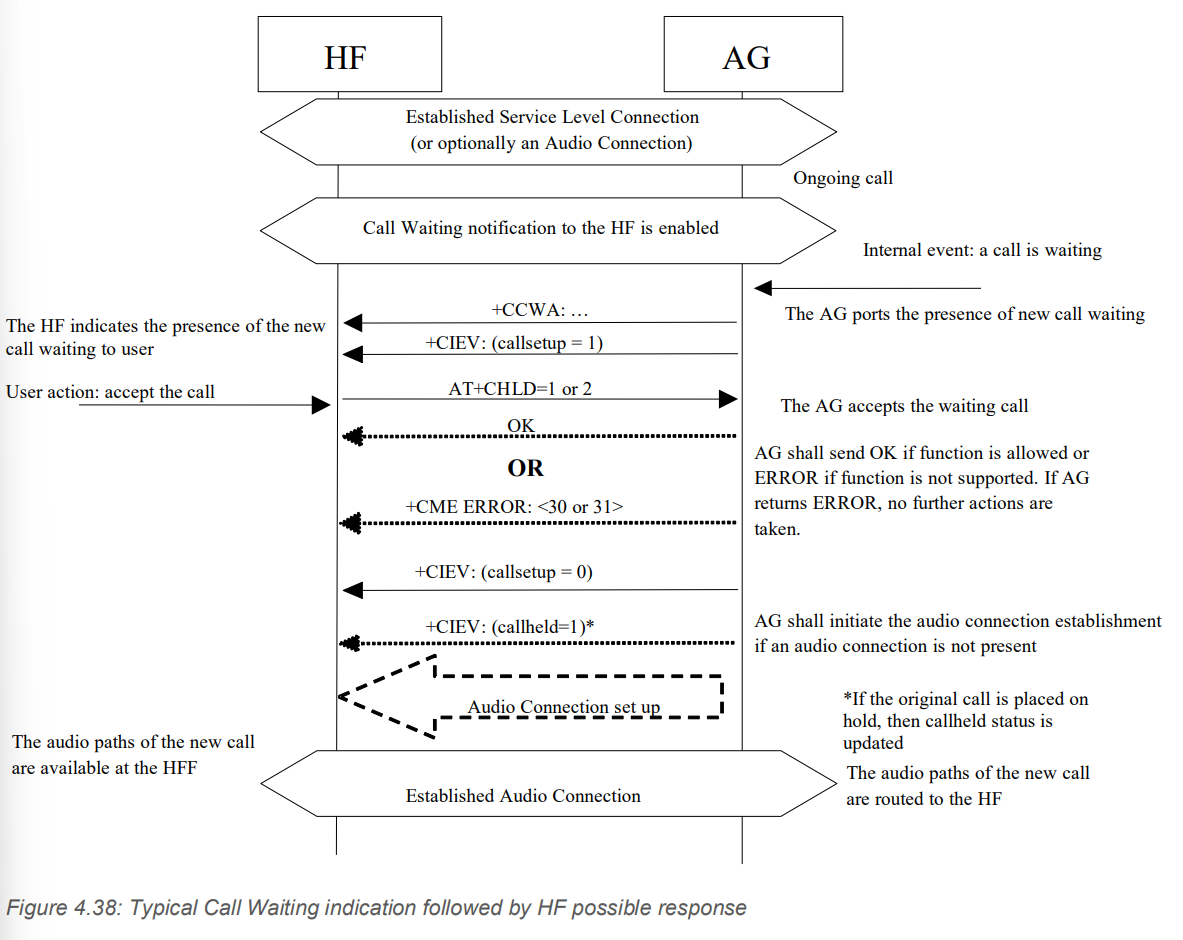 HF
AG
Established Service Level Connection
(or optionally an Audio Connection)
Ongoing call
Call Waiting notification to the HF is enabled
Internal event: a call is waiting
+CCWA: …
The AG ports the presence of new call waiting
The HF indicates the presence of the new
call waiting to user
+CIEV: (callsetup = 1)
User action: accept the call
AT+CHLD=1 or 2
The AG accepts the waiting call
OK
OR
AG shall send OK if function is allowed or
ERROR if function is not supported. If AG
returns ERROR, no further actions are
taken.
+CME ERROR: <30 or 31>
+CIEV: (callsetup = 0)
+CIEV: (callheld=1)*
AG shall initiate the audio connection establishment
if an audio connection is not present
Audio Connection set up
*If the original call is placed on
hold, then callheld status is
updated
The audio paths of the new call
are available at the HFF
The audio paths of the new call
are routed to the HF
Established Audio Connection
Figure 4.38: Typical Call Waiting indication followed by HF possible response